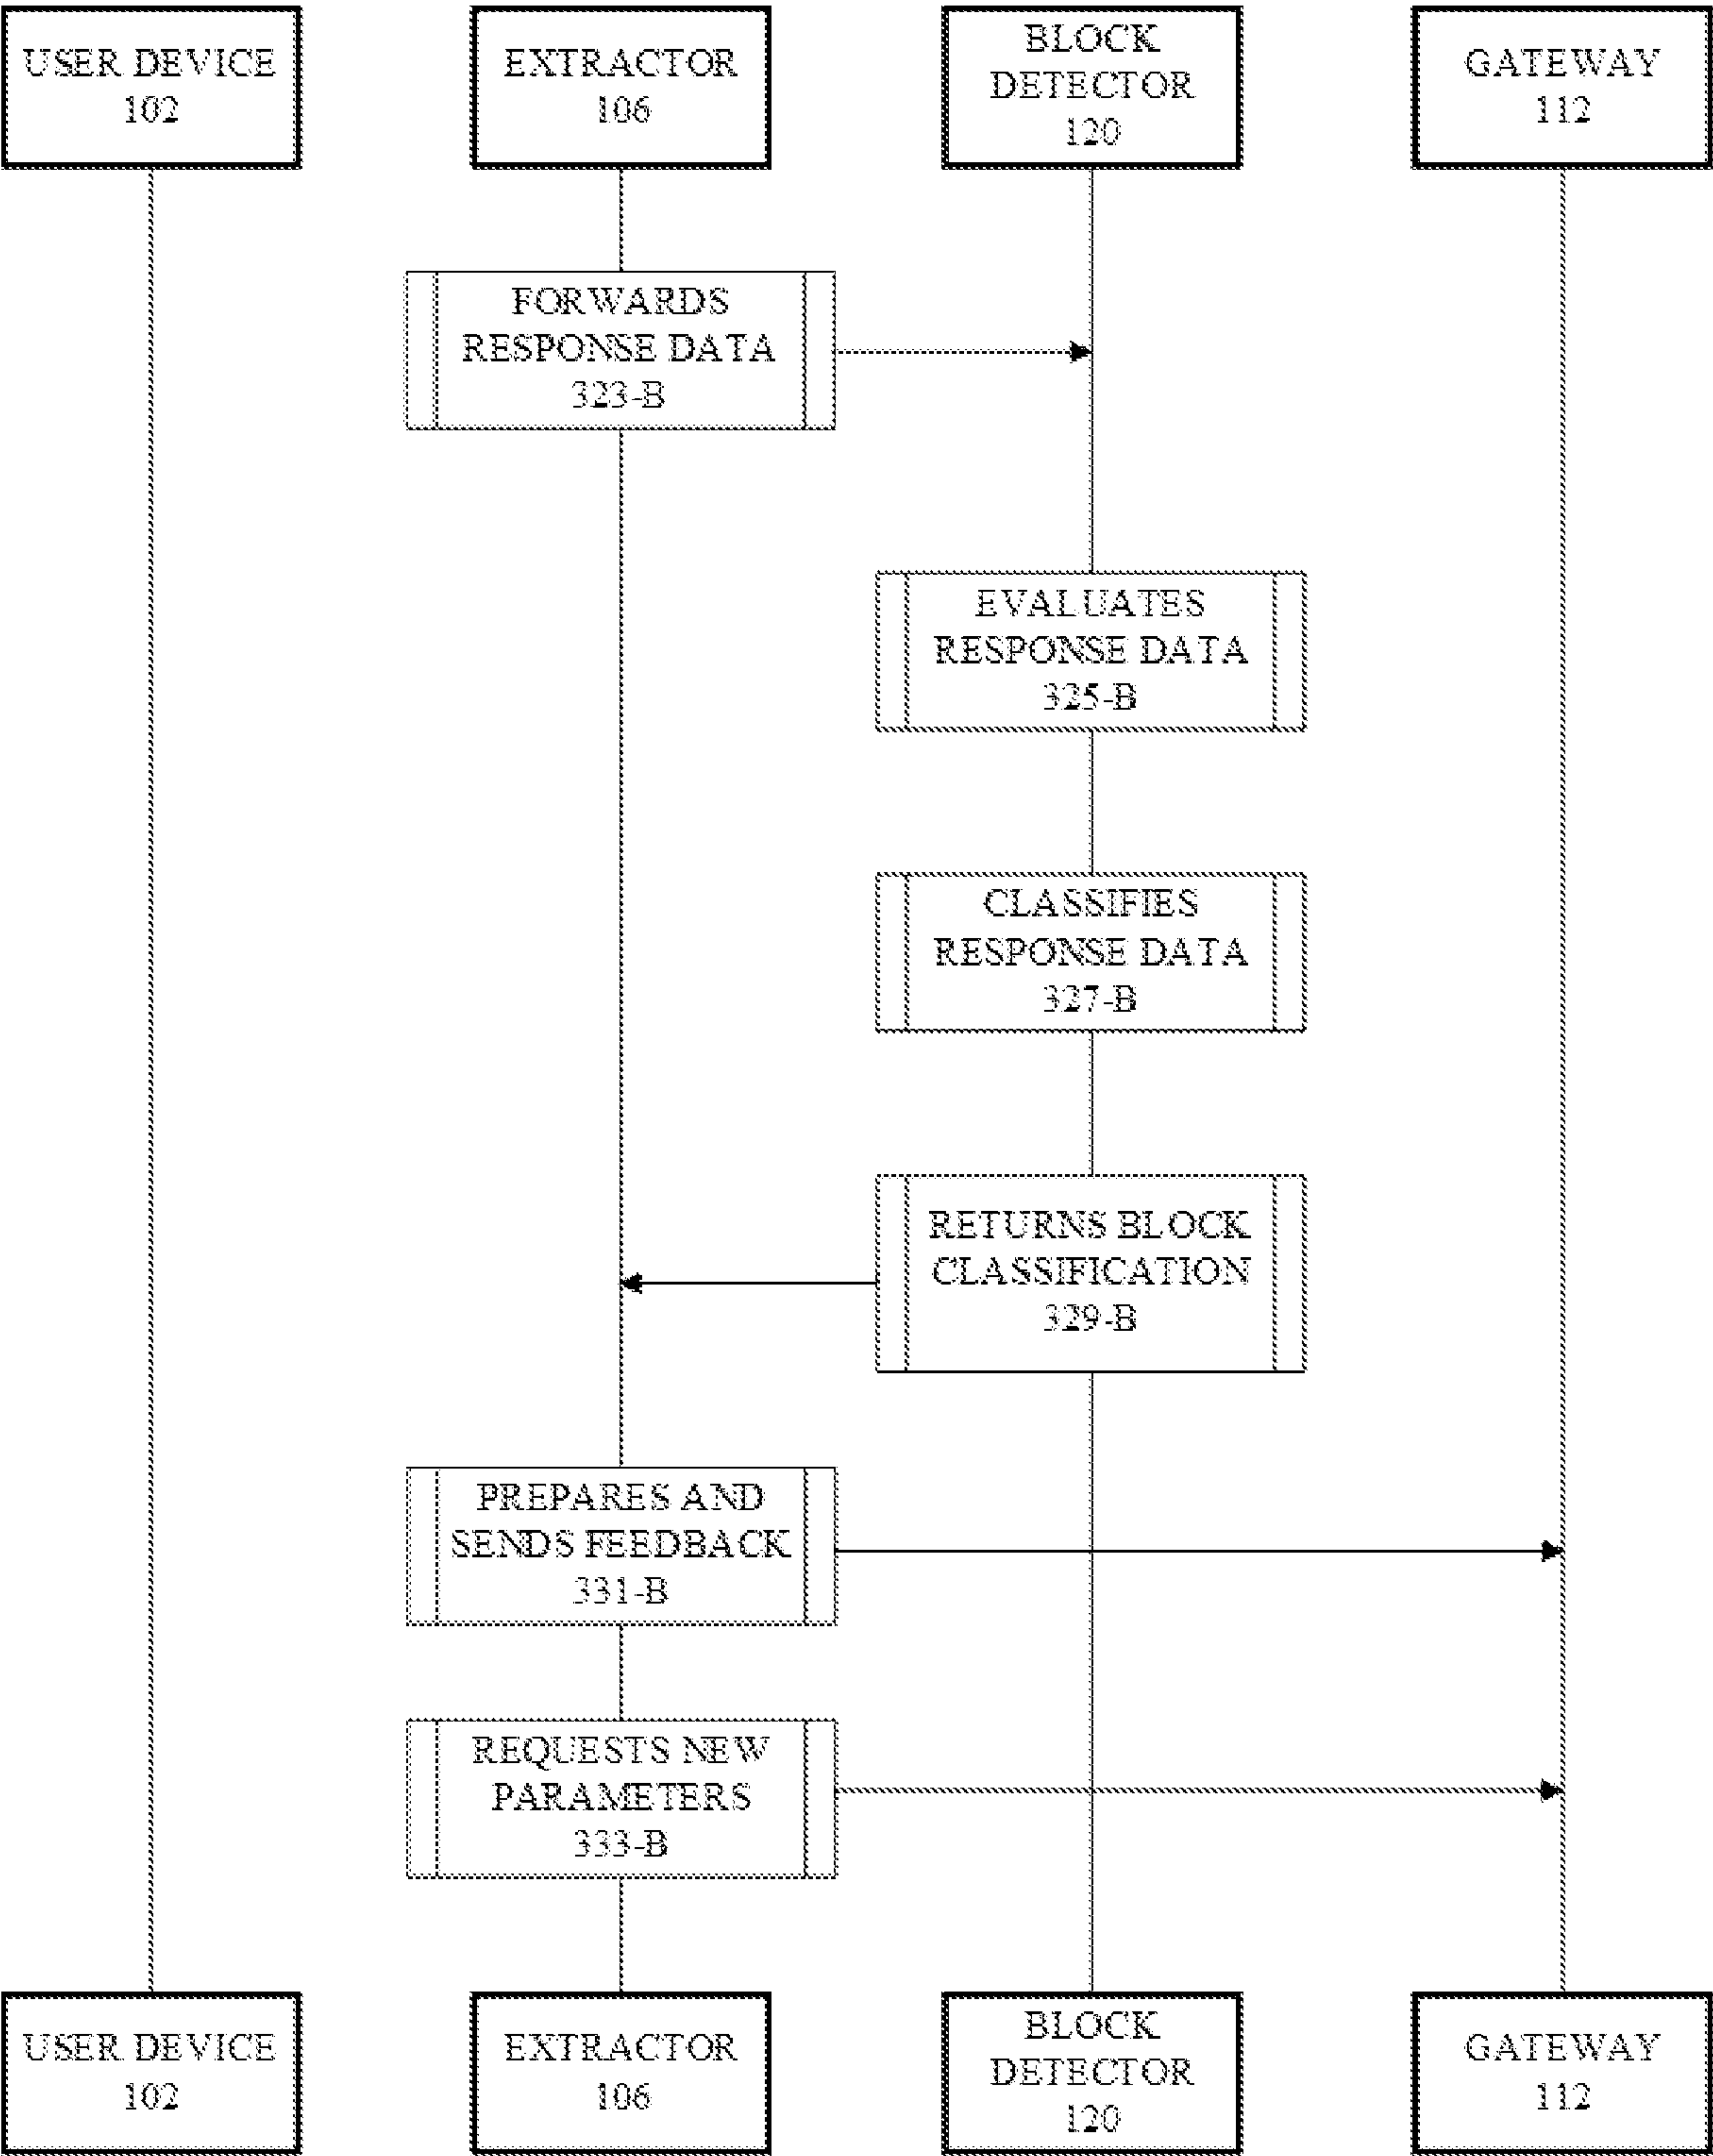 USER DEVICE
102
EXTRACTOR
106
BLOCK
DETECTOR
120
GATEWAY
112
FORWARDS
RESPONSE DATA
323-B
EVALUATES
RESPONSE DATA
325-B
CLASSIFIES
RESPONSE DATA
327-B
RETURNS BLOCK
CLASSIFICATION
329-B
PREPARES AND
SENDS FEEDBACK
331-B
REQUESTS NEW
PARAMETERS
333-B
USER DEVICE
102
EXTRACTOR
106
BLOCK
DETECTOR
120
GATEWAY
112